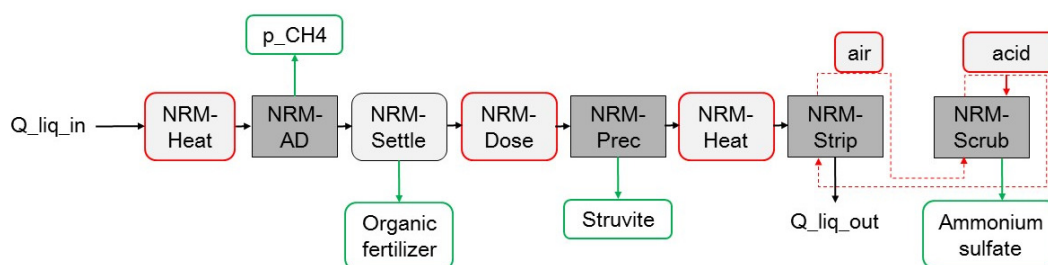 p_CH4
air
acid
Q_liq_in
NRM-
Heat
NRM-
AD
NRM-
Settle
NRM-
Dose
NRM-
Prec
NRM-
Heat
NRM-
Strip
NRM-
Scrub
Organic
fertilizer
Struvite
Q_liq_out
Ammonium
sulfate